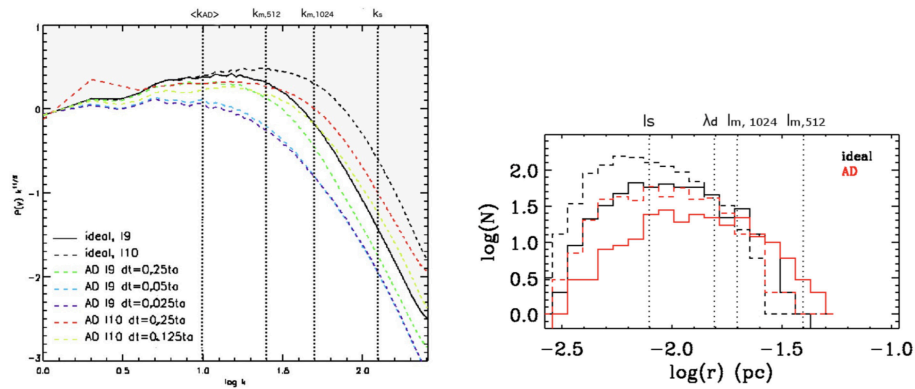 <kAD> km,512 km,1024 ks
1
0
-1
-2
-3
P(v) k^11/3
ideal, l9
ideal, l10
AD l9 dt=0.25ta
AD l9 dt=0.05ta
AD l9 dt=0.025ta
AD l10 dt=0.25ta
AD l10 dt=0.125ta
0.0 0.5 1.0 1.5 2.0
log k
ls λd lm, 1024 lm,512
ideal
AD
2.0
1.5
1.0
0.5
0.0
log(N)
−2.5 −2.0 −1.5 −1.0
log(r) (pc)